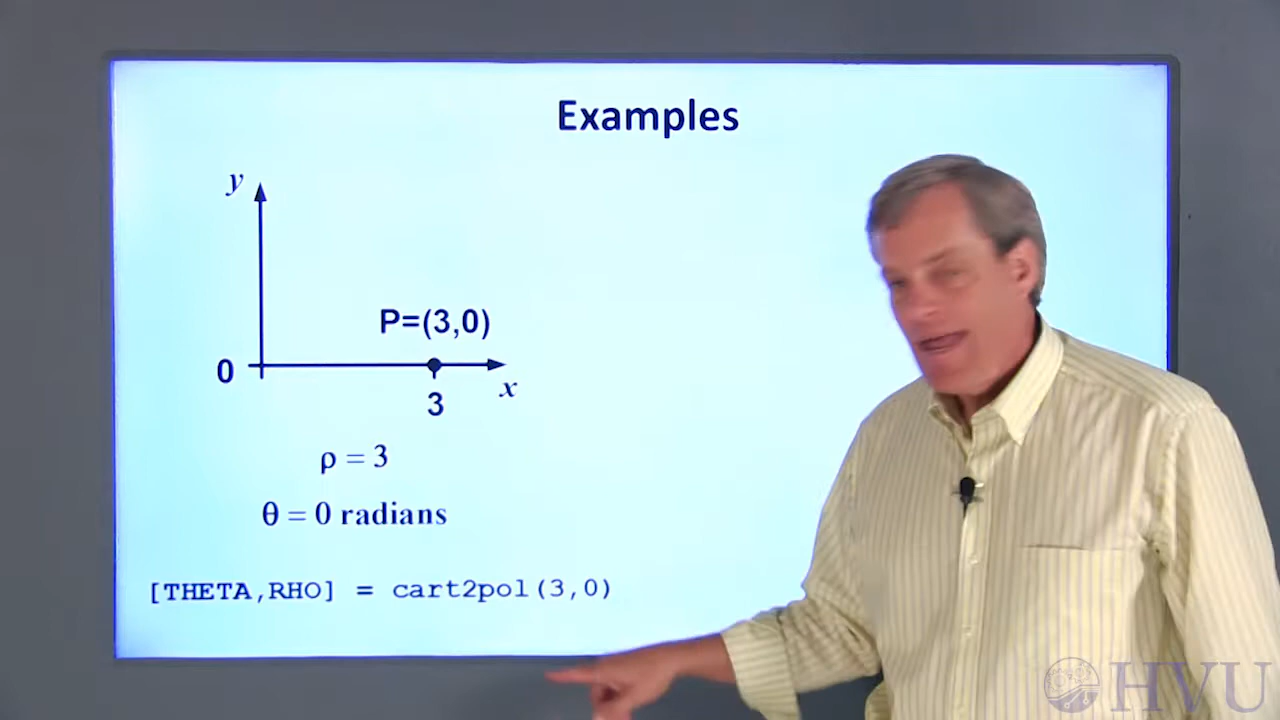 Examples
y
P=(3,0)
0
3
x
ρ = 3
θ = 0 radians
[THETA,RHO] = cart2pol(3,0)
HVU